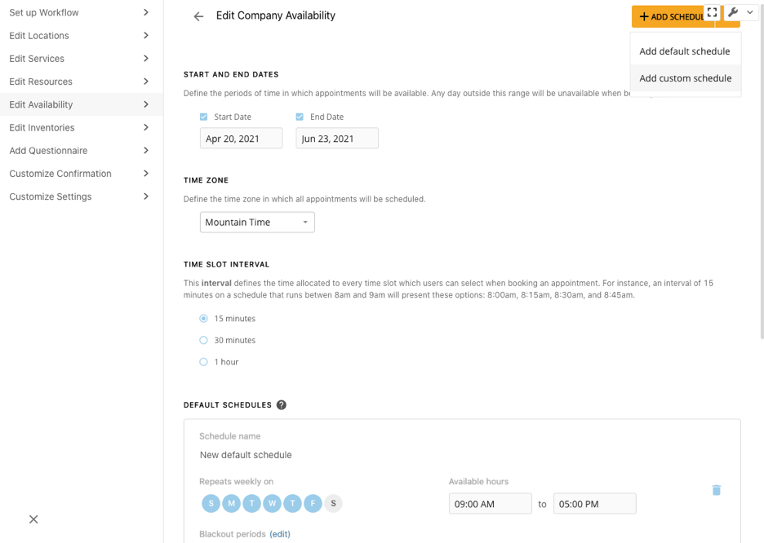 Set up Workflow
Edit Locations
Edit Services
Edit Resources
Edit Availability
Edit Inventories
Add Questionnaire
Customize Confirmation
Customize Settings
Edit Company Availability
+ ADD SCHEDUL
Add default schedule
Add custom schedule
START AND END DATES
Define the periods of time in which appointments will be available. Any day outside this range will be unavailable when
Start Date
End Date
Apr 20, 2021
Jun 23, 2021
TIME ZONE
Define the time zone in which all appointments will be scheduled.
Mountain Time
TIME SLOT INTERVAL
This interval defines the time allocated to every time slot which users can select when booking an appointment. For instance, an interval of 15
minutes on a schedule that runs betwen 8am and 9am will present these options: 8:00am, 8:15am, 8:30am, and 8:45am.
15 minutes
30 minutes
1 hour
DEFAULT SCHEDULES ?
Schedule name
New default schedule
Repeats weekly on
Available hours
S M T W T F S
09:00 AM to 05:00 PM
Blackout periods (edit)